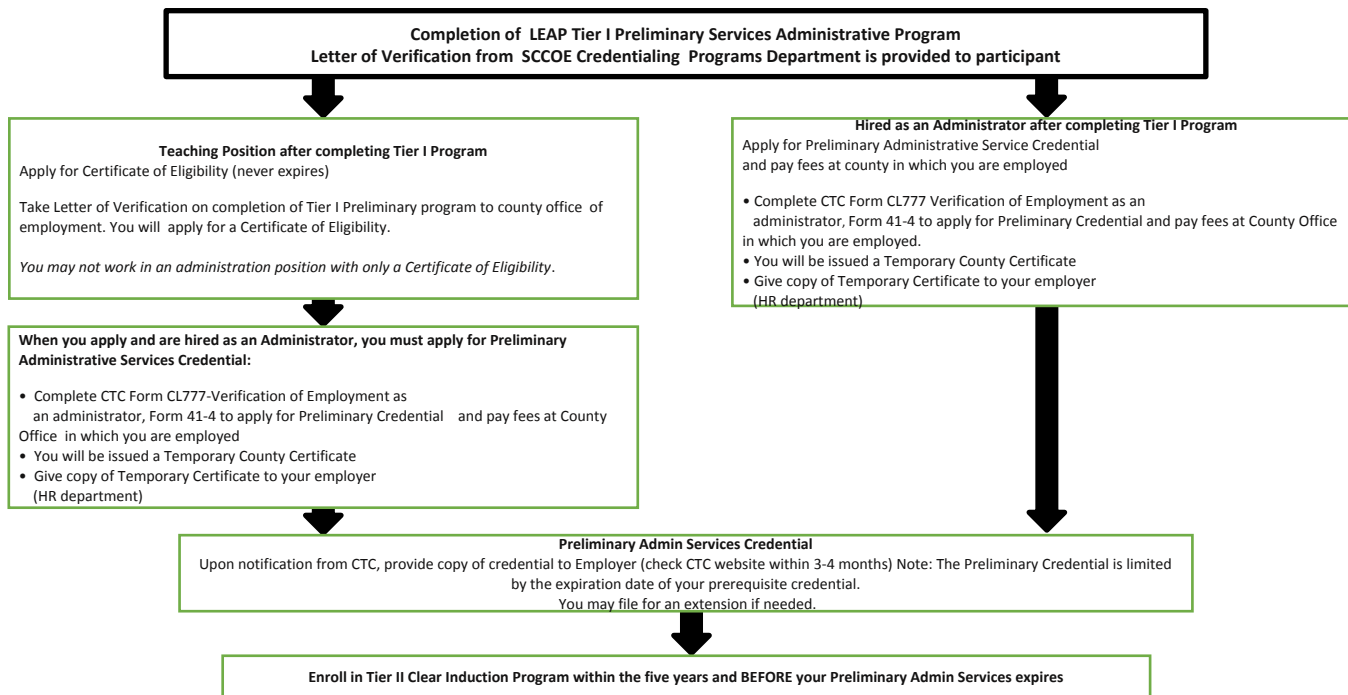 Completion of LEAP Tier I Preliminary Services Administrative Program
Letter of Verification from SCCOE Credentialing Programs Department is provided to participant
Teaching Position after completing Tier I Program
Apply for Certificate of Eligibility (never expires)
Take Letter of Verification on completion of Tier I Preliminary program to county office of
employment. You will apply for a Certificate of Eligibility.
You may not work in an administration position with only a Certificate of Eligibility.
When you apply and are hired as an Administrator, you must apply for Preliminary
Administrative Services Credential:
• Complete CTC Form CL777-Verification of Employment as
an administrator, Form 41-4 to apply for Preliminary Credential and pay fees at County
Office in which you are employed
• You will be issued a Temporary County Certificate
• Give copy of Temporary Certificate to your employer
(HR department)
Hired as an Administrator after completing Tier I Program
Apply for Preliminary Administrative Service Credential
and pay fees at county in which you are employed
• Complete CTC Form CL777 Verification of Employment as an
administrator, Form 41-4 to apply for Preliminary Credential and pay fees at County Office
in which you are employed.
• You will be issued a Temporary County Certificate
• Give copy of Temporary Certificate to your employer
(HR department)
Preliminary Admin Services Credential
Upon notification from CTC, provide copy of credential to Employer (check CTC website within 3-4 months) Note: The Preliminary Credential is limited
by the expiration date of your prerequisite credential.
You may file for an extension if needed.
Enroll in Tier II Clear Induction Program within the five years and BEFORE your Preliminary Admin Services expires